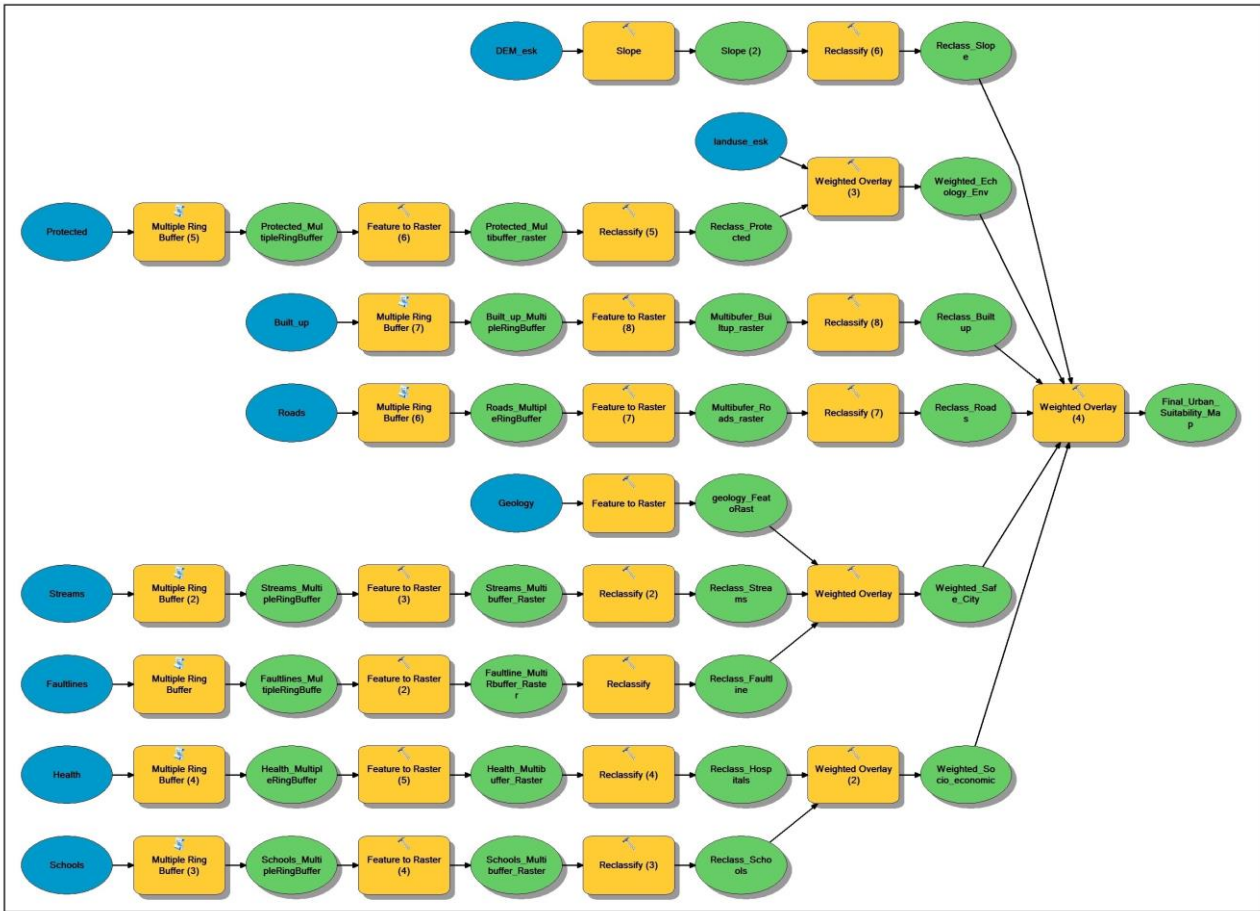 DEM_esk
Slope
Slope (2)
Reclassify (6)
Reclass_Slop
e
landuse_esk
Weighted Overlay
(3)
Weighted_Ech
ology_Env
Protected
Multiple Ring
Buffer (5)
Protected_Mul
tipleRingBuffer
Feature to Raster
(6)
Protected_Mul
tibuffer_raster
Reclassify (5)
Reclass_Prote
cted
Built_up
Multiple Ring
Buffer (7)
Built_up_Multi
pleRingBuffer
Feature to Raster
(8)
Multibufer_Bui
ltup_raster
Reclassify (8)
Reclass_Built
up
Roads
Multiple Ring
Buffer (6)
Roads_Multipl
eRingBuffer
Feature to Raster
(7)
Multibufer_Ro
ads_raster
Reclassify (7)
Reclass_Road
s
Weighted Overlay
(4)
Final_Urban_
Suitability_Ma
p
Geology
Feature to Raster
geology_Feat
oRast
Streams
Multiple Ring
Buffer (2)
Streams_Multi
pleRingBuffer
Feature to Raster
(3)
Streams_Multi
buffer_Raster
Reclassify (2)
Reclass_Strea
ms
Weighted Overlay
Weighted_Saf
e_City
Faultlines
Multiple Ring
Buffer
Faultlines_Mul
tipleRingBuffe
Feature to Raster
(2)
Faultline_Multi
Rbuffer_Raste
r
Reclassify
Reclass_Fault
line
Health
Multiple Ring
Buffer (4)
Health_Multipl
eRingBuffer
Feature to Raster
(5)
Health_Multib
uffer_Raster
Reclassify (4)
Reclass_Hosp
itals
Weighted Overlay
(2)
Weighted_So
cio_economic
Schools
Multiple Ring
Buffer (3)
Schools_Multi
pleRingBuffer
Feature to Raster
(4)
Schools_Multi
buffer_Raster
Reclassify (3)
Reclass_Scho
ols